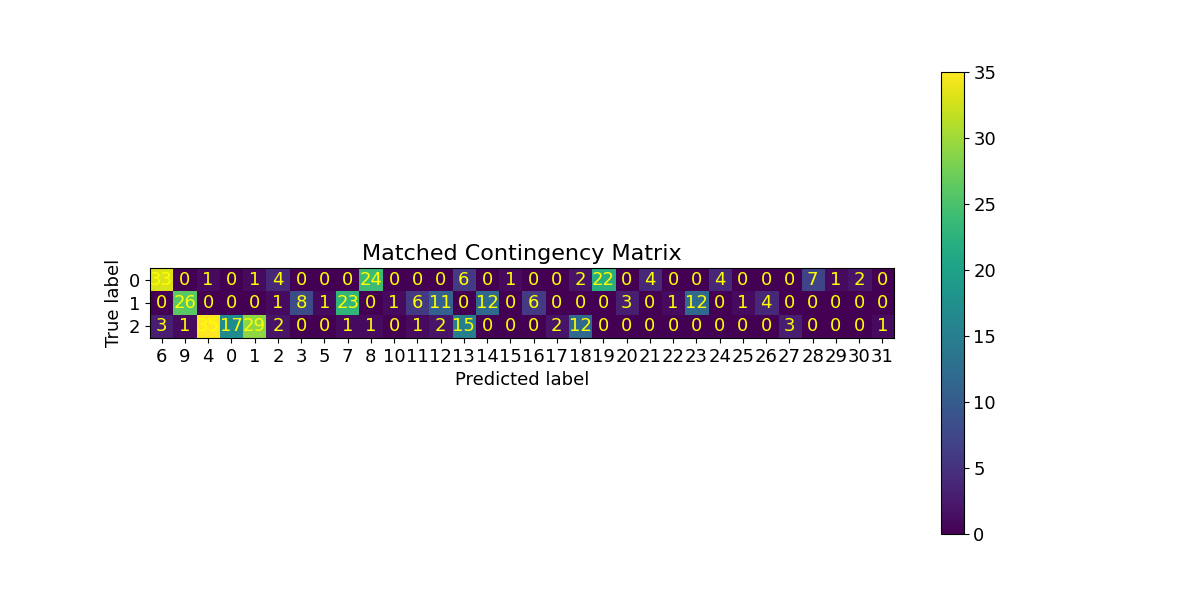 Matched Contingency Matrix
True label
0 33 0 1 0 1 4 0 0 0 24 0 0 0 6 0 1 0 0 2 22 0 4 0 0 4 0 0 0 7 1 2 0
1 0 26 0 0 0 1 8 1 23 0 1 6 11 0 12 0 6 0 0 0 3 0 1 12 0 1 4 0 0 0 0 0
2 3 1 35 17 29 2 0 0 1 1 0 1 2 15 0 0 0 2 12 0 0 0 0 0 0 0 0 3 0 0 0 1
6 9 4 0 1 2 3 5 7 8 10 11 12 13 14 15 16 17 18 19 20 21 22 23 24 25 26 27 28 29 30 31
Predicted label
35
30
25
20
15
10
5
0